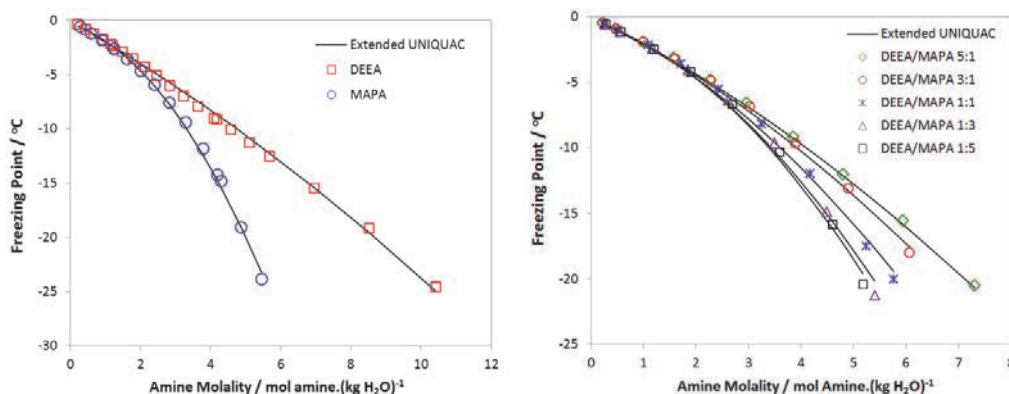 0
-5
-10
-15
-20
-25
-30
0 2 4 6 8 10 12
Freezing Point / °C
Amine Molality / mol amine.(kg H₂O)⁻¹
Extended UNIQUAC
DEEA
MAPA
0
-5
-10
-15
-20
-25
0 1 2 3 4 5 6 7 8
Freezing Point / °C
Amine Molality / mol Amine.(kg H₂O)⁻¹
Extended UNIQUAC
DEEA/MAPA 5:1
DEEA/MAPA 3:1
DEEA/MAPA 1:1
DEEA/MAPA 1:3
DEEA/MAPA 1:5